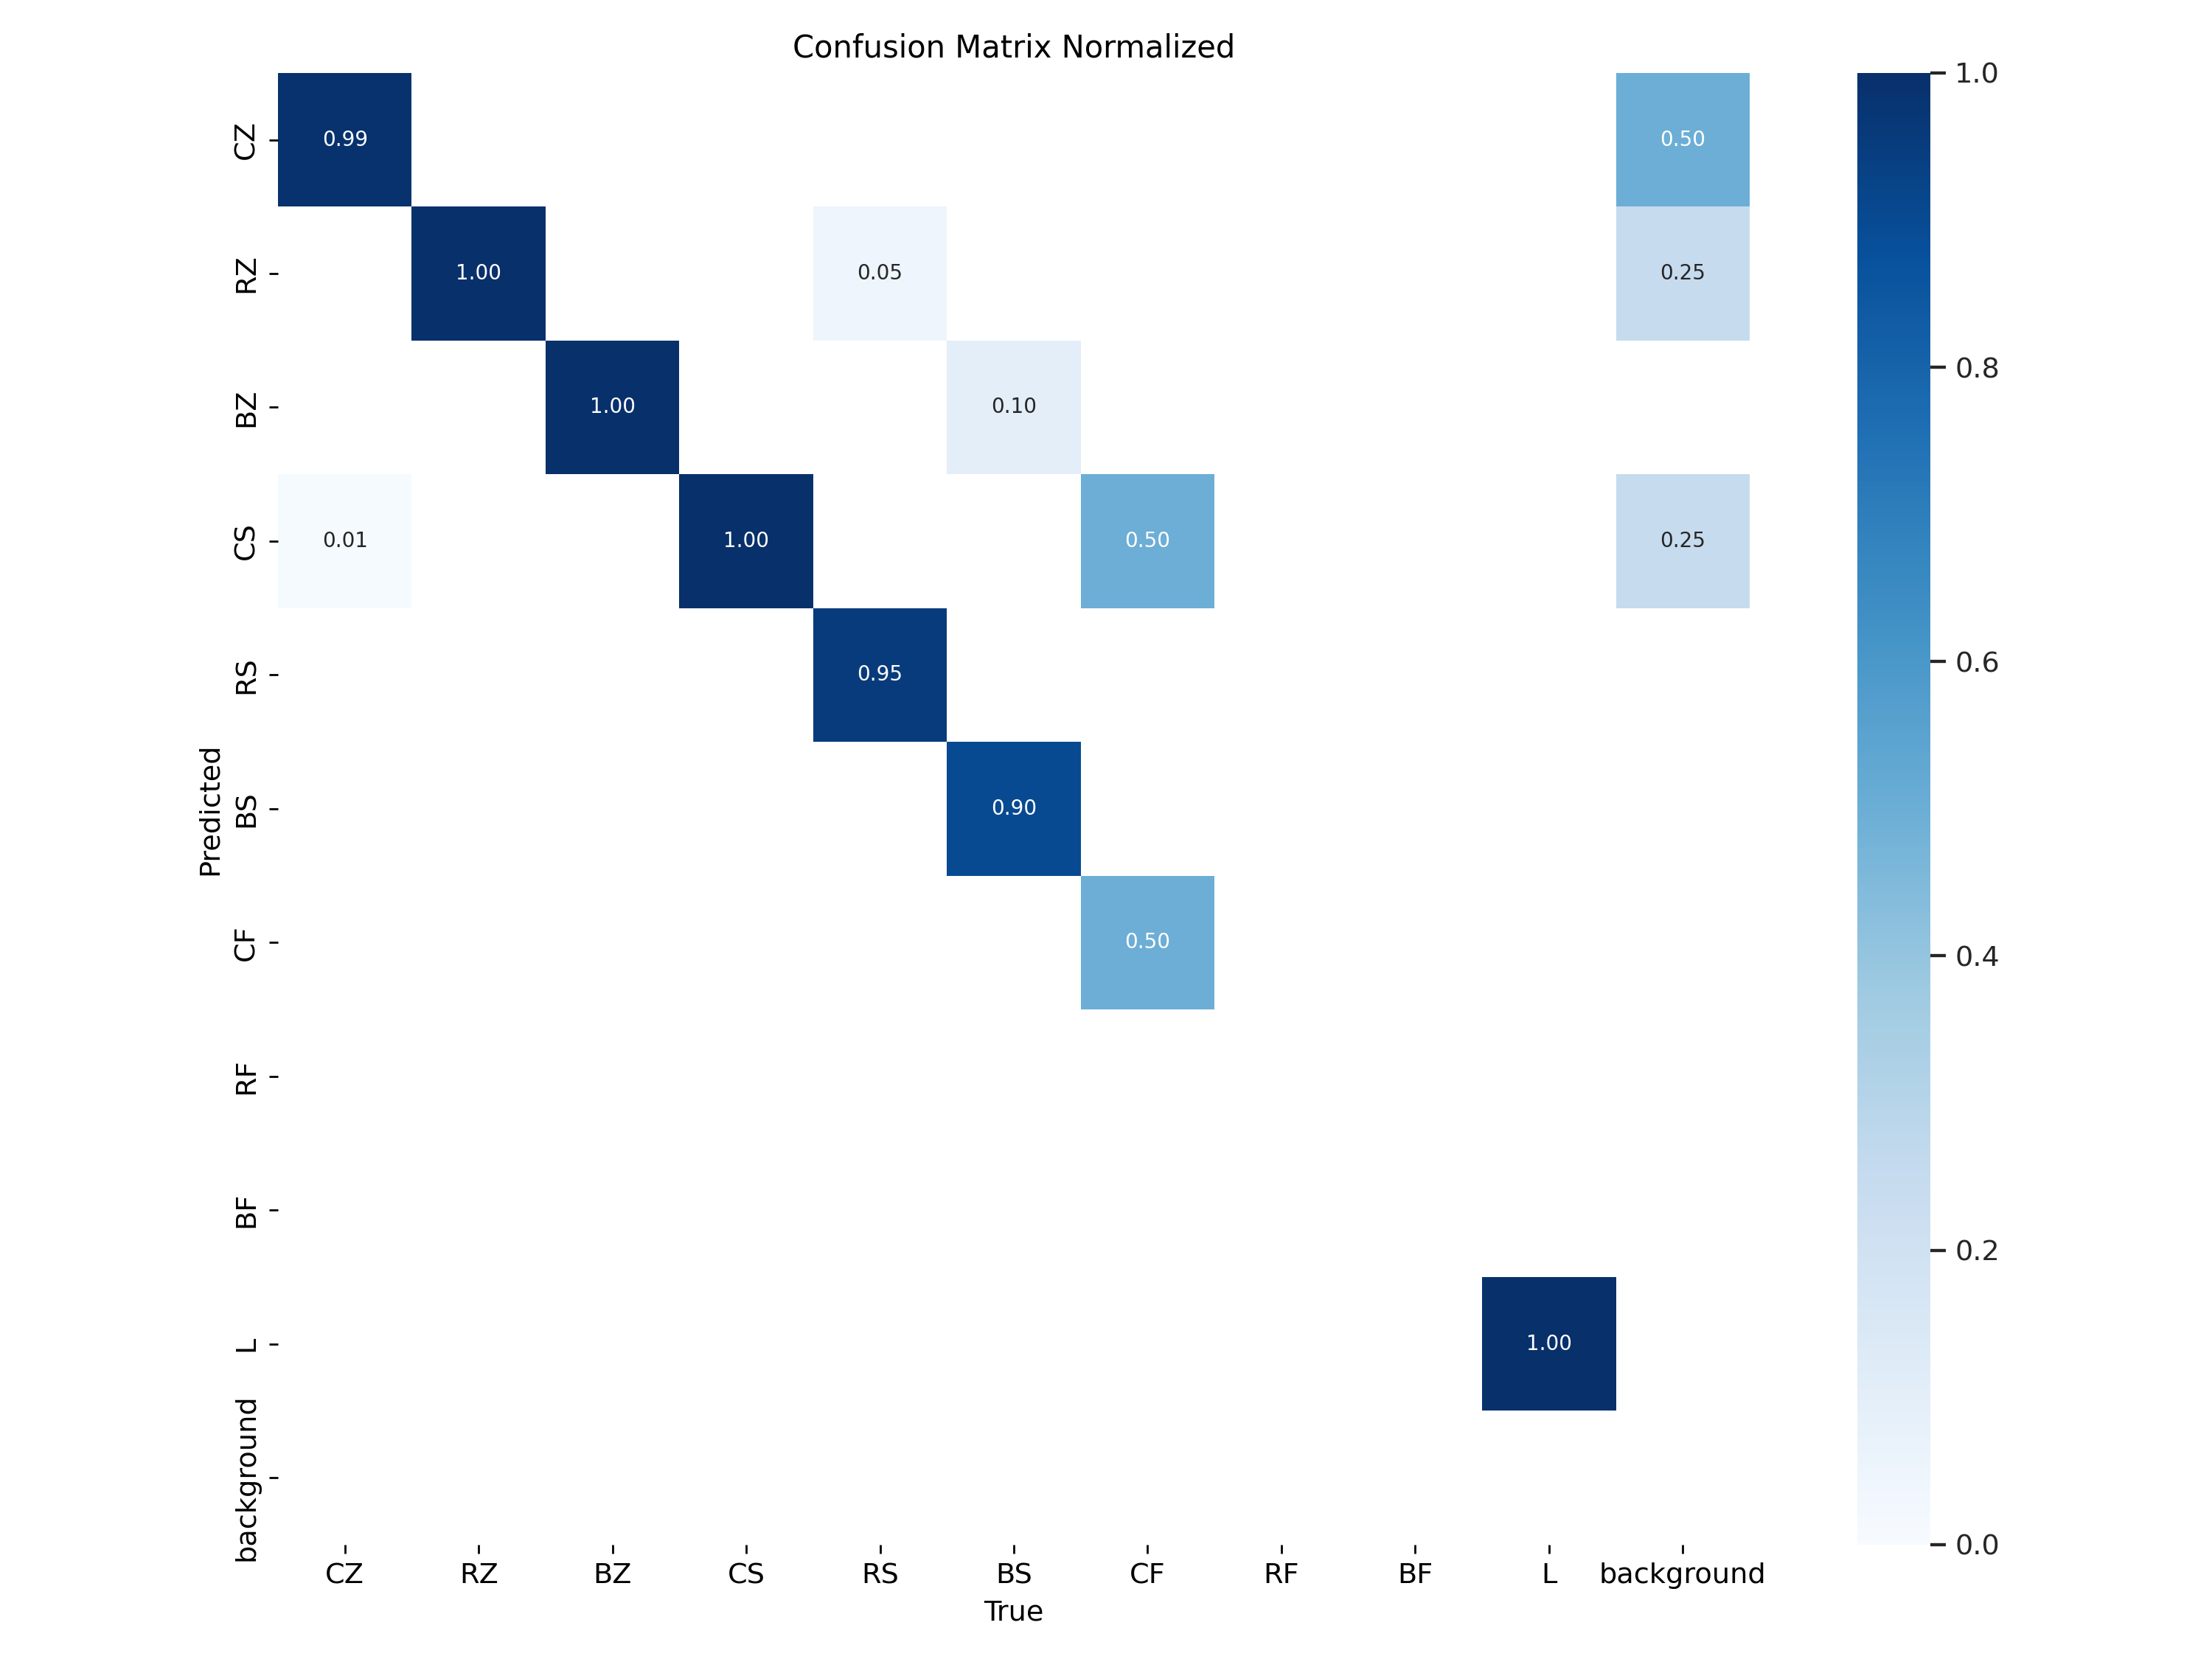 Confusion Matrix Normalized
CZ 0.99 0.50 1.0
RZ 1.00 0.05 0.25
0.8
BZ 1.00 0.10
CS 0.01 1.00 0.50 0.25
0.6
RS 0.95
Predicted
BS 0.90
CF 0.50
0.4
RF
BF
0.2
L 1.00
background
0.0
CZ RZ BZ CS RS BS CF RF BF L background
True